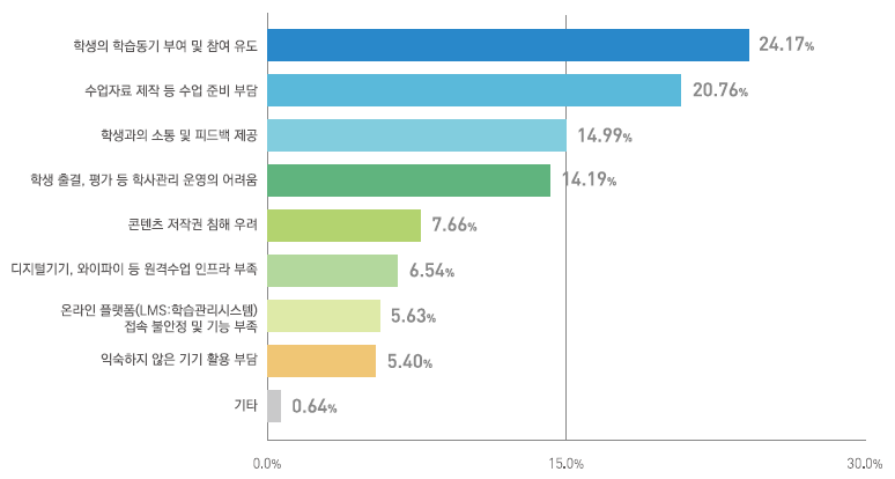 학생의 학습동기 부여 및 참여 유도
24.17%
수업자료 제작 등 수업 준비 부담
20.76%
학생과의 소통 및 피드백 제공
14.99%
학생 출결, 평가 등 학사관리 운영의 어려움
14.19%
콘텐츠 저작권 침해 우려
7.66%
디지털기기, 와이파이 등 원격수업 인프라 부족
6.54%
온라인 플랫폼(LMS:학습관리시스템)
접속 불안정 및 기능 부족
5.63%
익숙하지 않은 기기 활용 부담
5.40%
기타
0.64%
0.0%
15.0%
30.0%